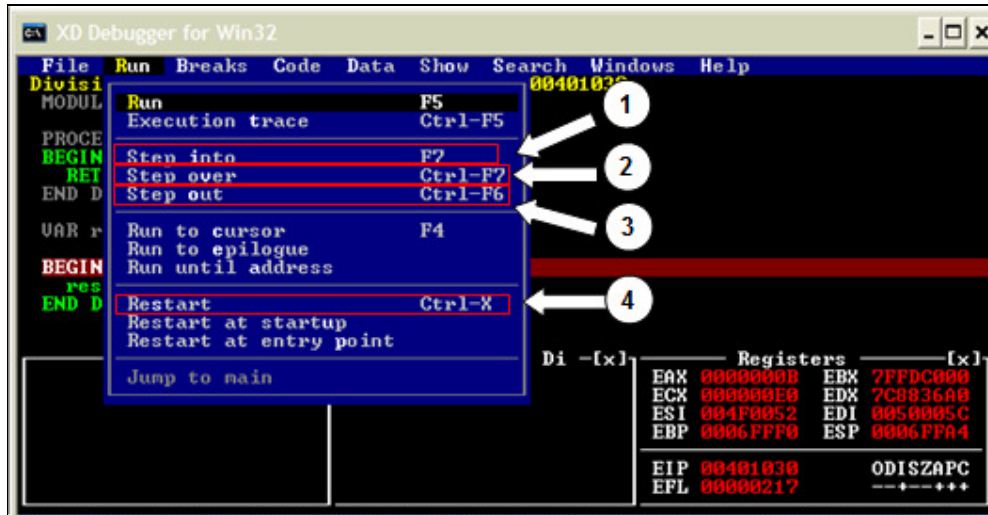 XD Debugger for Win32
File Run Breaks Code Data Show Search Windows Help
Divisi 00401030
MODUL Run F5
Execution trace Ctrl-F5
1
PROCE
BEGIN Step into F7
RET Step over Ctrl-F7
2
END D Step out Ctrl-F6
VAR r Run to cursor F4
3
Run to epilogue
BEGIN Run until address
res
END D Restart Ctrl-X
4
Restart at startup
Restart at entry point
Di -[x] Registers [x]
Jump to main
EAX 0000000B EBX 7FFDC000
ECX 000000E0 EDX 7C8836A0
ESI 004F0052 EDI 0050005C
EBP 0006FFF0 ESP 0006FFA4
EIP 00401030 ODISZAPC
EFL 00000217 --+--+++